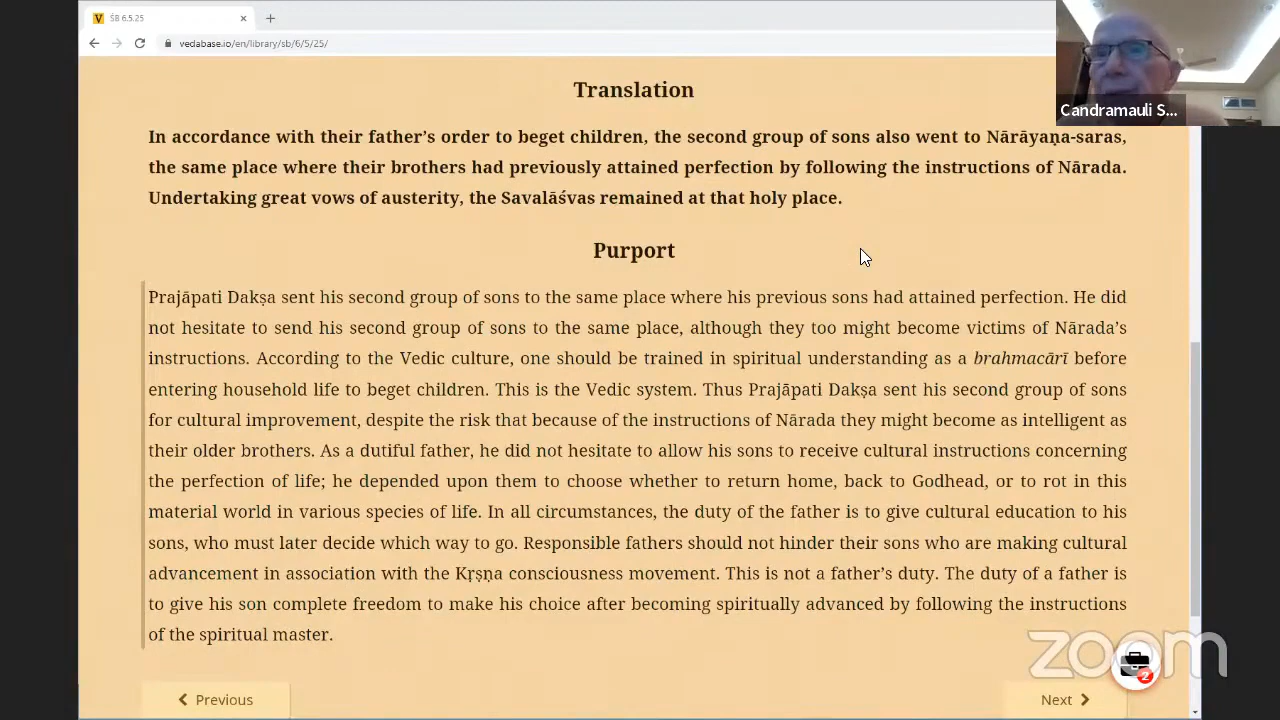 V ŚB 6.5.25
vedabase.io/en/library/sb/6/5/25/
Candramauli S...
Translation
In accordance with their father’s order to beget children, the second group of sons also went to Nārāyaṇa-saras,
the same place where their brothers had previously attained perfection by following the instructions of Nārada.
Undertaking great vows of austerity, the Savalāśvas remained at that holy place.
Purport
Prajāpati Dakṣa sent his second group of sons to the same place where his previous sons had attained perfection. He did
not hesitate to send his second group of sons to the same place, although they too might become victims of Nārada’s
instructions. According to the Vedic culture, one should be trained in spiritual understanding as a brahmacārī before
entering household life to beget children. This is the Vedic system. Thus Prajāpati Dakṣa sent his second group of sons
for cultural improvement, despite the risk that because of the instructions of Nārada they might become as intelligent as
their older brothers. As a dutiful father, he did not hesitate to allow his sons to receive cultural instructions concerning
the perfection of life; he depended upon them to choose whether to return home, back to Godhead, or to rot in this
material world in various species of life. In all circumstances, the duty of the father is to give cultural education to his
sons, who must later decide which way to go. Responsible fathers should not hinder their sons who are making cultural
advancement in association with the Kṛṣṇa consciousness movement. This is not a father’s duty. The duty of a father is
to give his son complete freedom to make his choice after becoming spiritually advanced by following the instructions
of the spiritual master.
zoom
2
Previous
Next